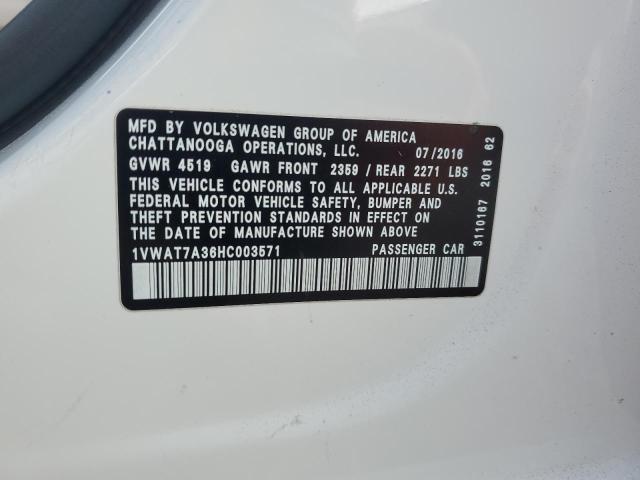 MFD BY VOLKSWAGEN GROUP OF AMERICA
CHATTANOOGA OPERATIONS, LLC. 07/2016
GVWR 4519 GAWR FRONT 2359 / REAR 2271 LBS
THIS VEHICLE CONFORMS TO ALL APPLICABLE U.S.
FEDERAL MOTOR VEHICLE SAFETY, BUMPER AND
THEFT PREVENTION STANDARDS IN EFFECT ON
THE DATE OF MANUFACTURE SHOWN ABOVE
1VWAT7A36HC003571 PASSENGER CAR
3110167 2016 62